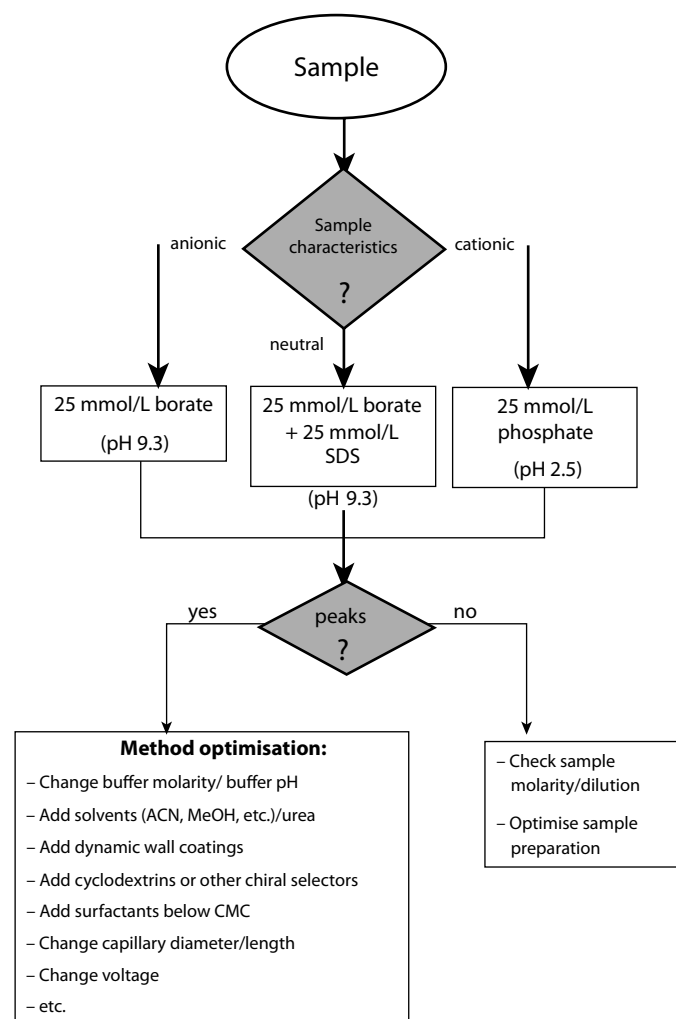 Sample
Sample
characteristics
?
anionic
cationic
neutral
25 mmol/L borate
(pH 9.3)
25 mmol/L borate
+ 25 mmol/L
SDS
(pH 9.3)
25 mmol/L
phosphate
(pH 2.5)
peaks
?
yes
no
Method optimisation:
– Change buffer molarity/ buffer pH
– Add solvents (ACN, MeOH, etc.)/urea
– Add dynamic wall coatings
– Add cyclodextrins or other chiral selectors
– Add surfactants below CMC
– Change capillary diameter/length
– Change voltage
– etc.
– Check sample
molarity/dilution
– Optimise sample
preparation